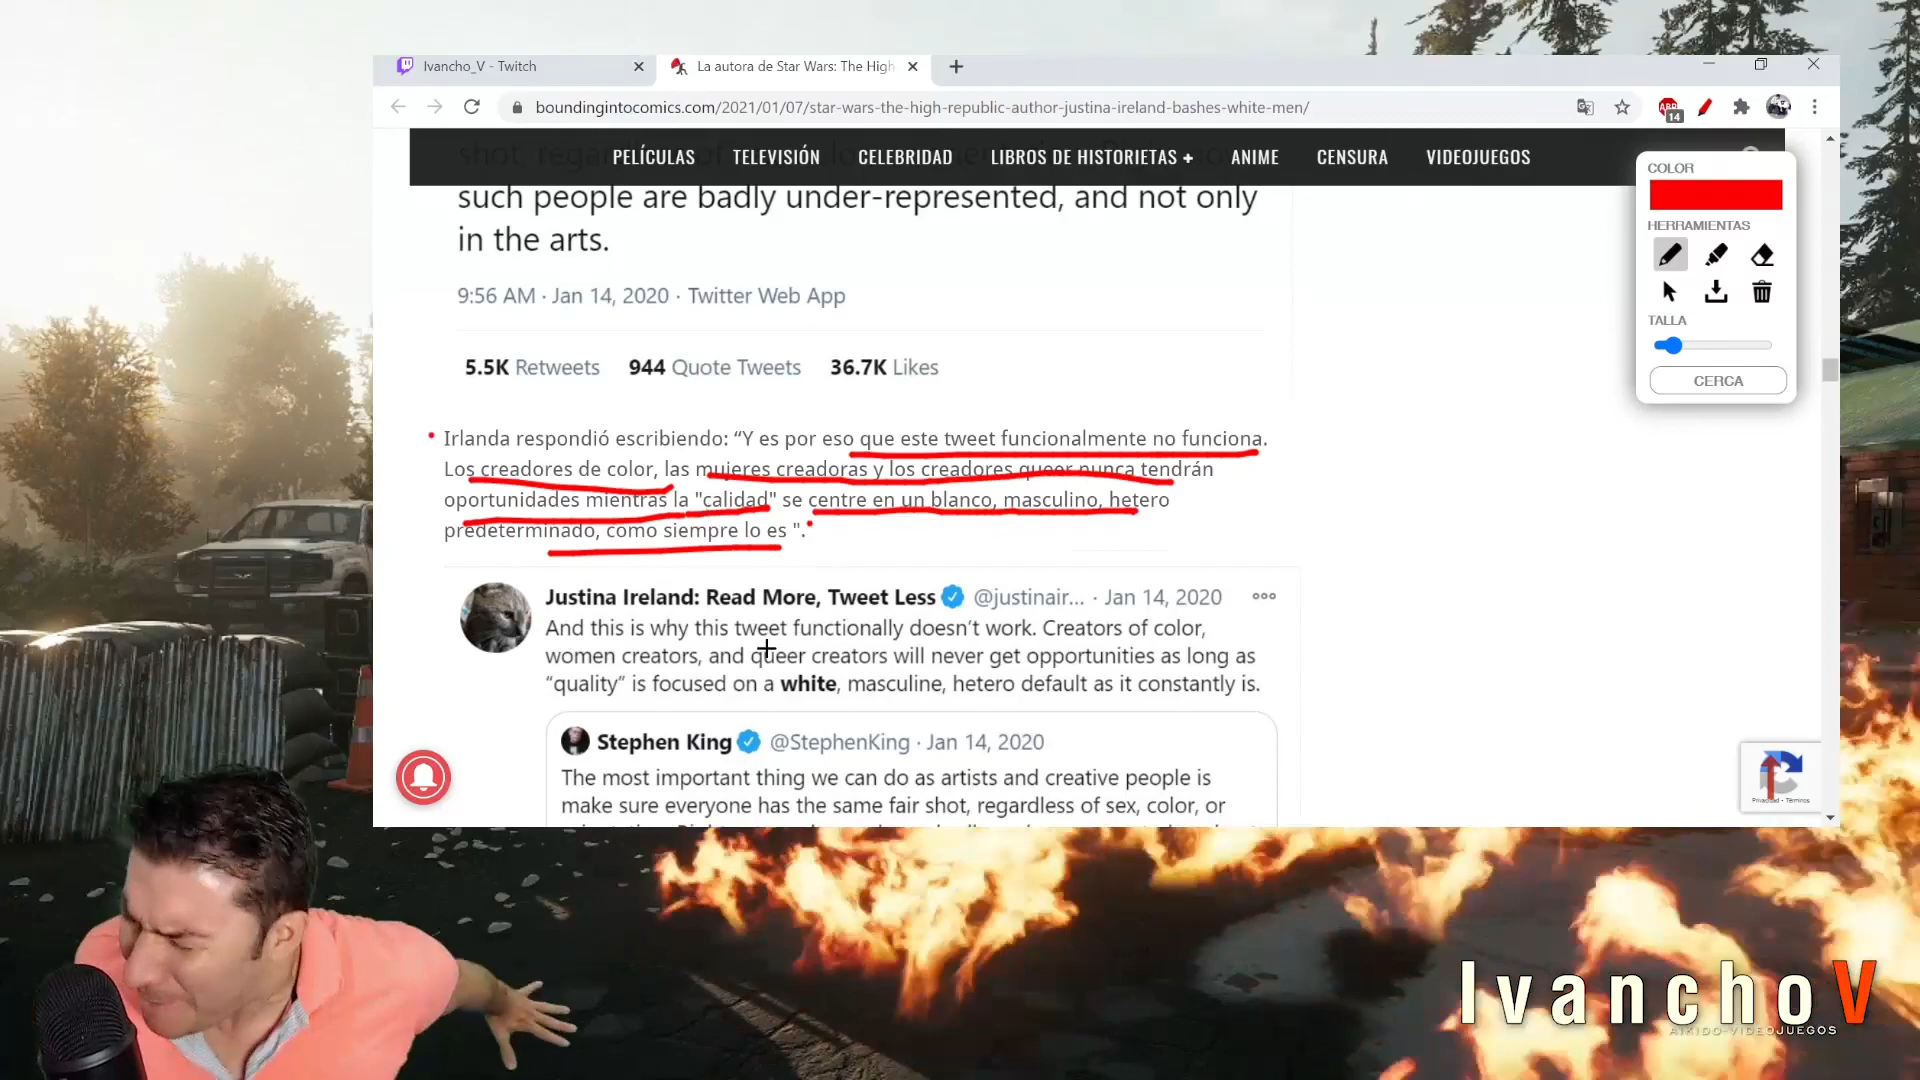 Ivancho_V - Twitch
La autora de Star Wars: The High
boundingintocomics.com/2021/01/07/star-wars-the-high-republic-author-justina-ireland-bashes-white-men/
14
PELÍCULAS TELEVISIÓN CELEBRIDAD LIBROS DE HISTORIETAS + ANIME CENSURA VIDEOJUEGOS
such people are badly under-represented, and not only
in the arts.
9:56 AM · Jan 14, 2020 · Twitter Web App
5.5K Retweets 944 Quote Tweets 36.7K Likes
Irlanda respondió escribiendo: “Y es por eso que este tweet funcionalmente no funciona.
Los creadores de color, las mujeres creadoras y los creadores queer nunca tendrán
oportunidades mientras la "calidad" se centre en un blanco, masculino, hetero
predeterminado, como siempre lo es ".
Justina Ireland: Read More, Tweet Less @justinair... · Jan 14, 2020
And this is why this tweet functionally doesn't work. Creators of color,
women creators, and queer creators will never get opportunities as long as
“quality” is focused on a white, masculine, hetero default as it constantly is.
Stephen King @StephenKing · Jan 14, 2020
The most important thing we can do as artists and creative people is
make sure everyone has the same fair shot, regardless of sex, color, or
COLOR
HERRAMIENTAS
TALLA
CERCA
Privacidad · Términos
IvanchoV
AIKIDO-VIDEOJUEGOS